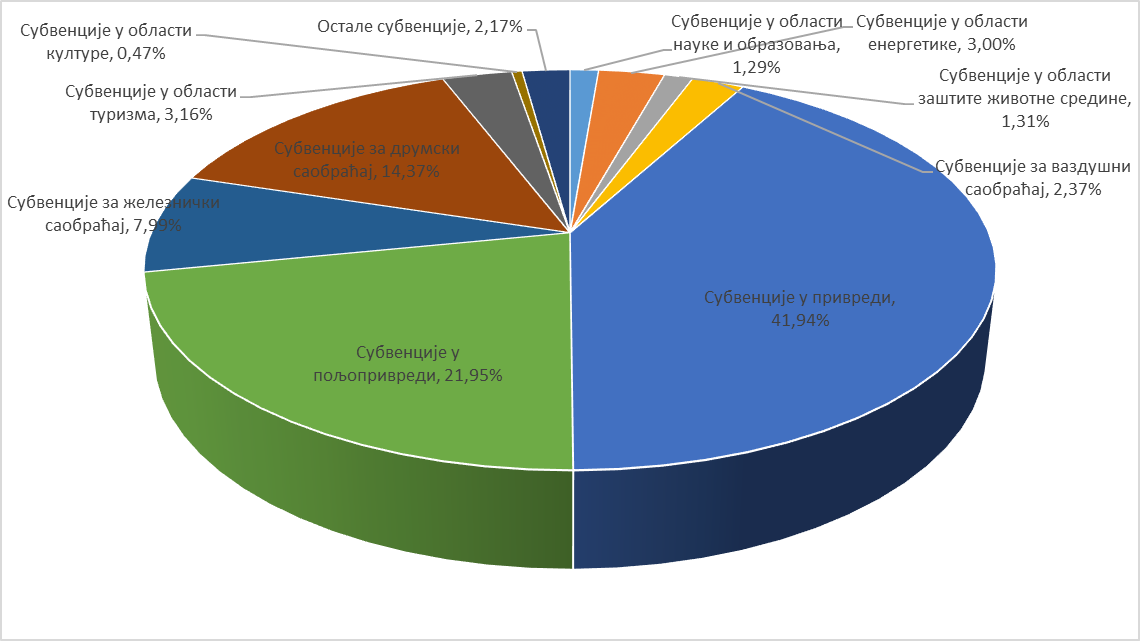 Субвенције у области
културе, 0,47%
Остале субвенције, 2,17%
Субвенције у области
науке и образовања,
1,29%
Субвенције у области
енергетике, 3,00%
Субвенције у области
заштите животне средине,
1,31%
Субвенције у области
туризма, 3,16%
Субвенције за друмски
саобраћај, 14,37%
Субвенције за ваздушни
саобраћај, 2,37%
Субвенције за железнички
саобраћај, 7,99%
Субвенције у привреди,
41,94%
Субвенције у
пољопривреди, 21,95%